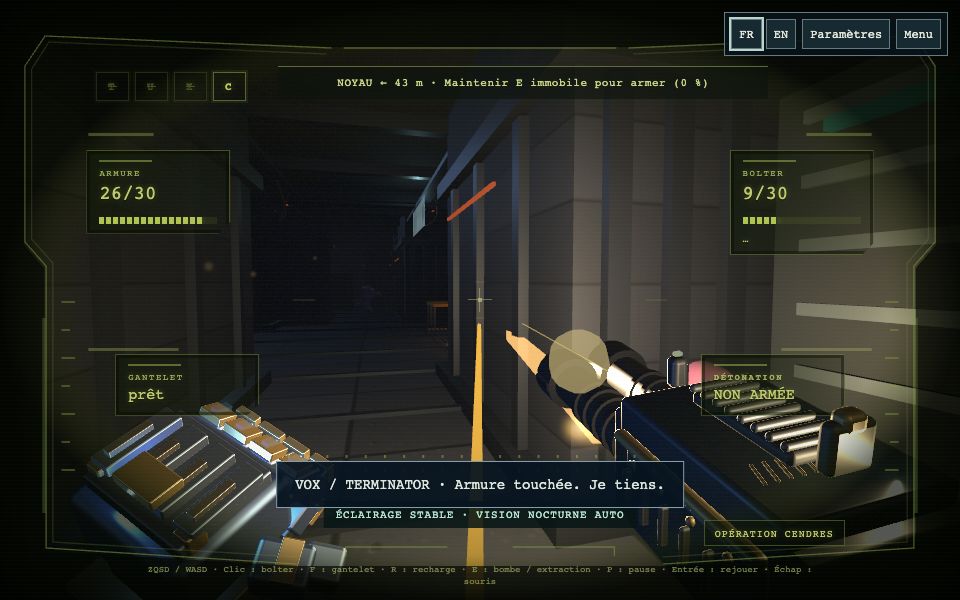 FR EN Paramètres Menu
C
NOYAU ← 43 m · Maintenir E immobile pour armer (0 %)
ARMURE
26/30
BOLTER
9/30
…
GANTELET
prêt
DÉTONATION
NON ARMÉE
VOX / TERMINATOR · Armure touchée. Je tiens.
ÉCLAIRAGE STABLE · VISION NOCTURNE AUTO
OPÉRATION CENDRES
ZQSD / WASD · Clic : bolter · F : gantelet · R : recharge · E : bombe / extraction · P : pause · Entrée : rejouer · Échap :
souris